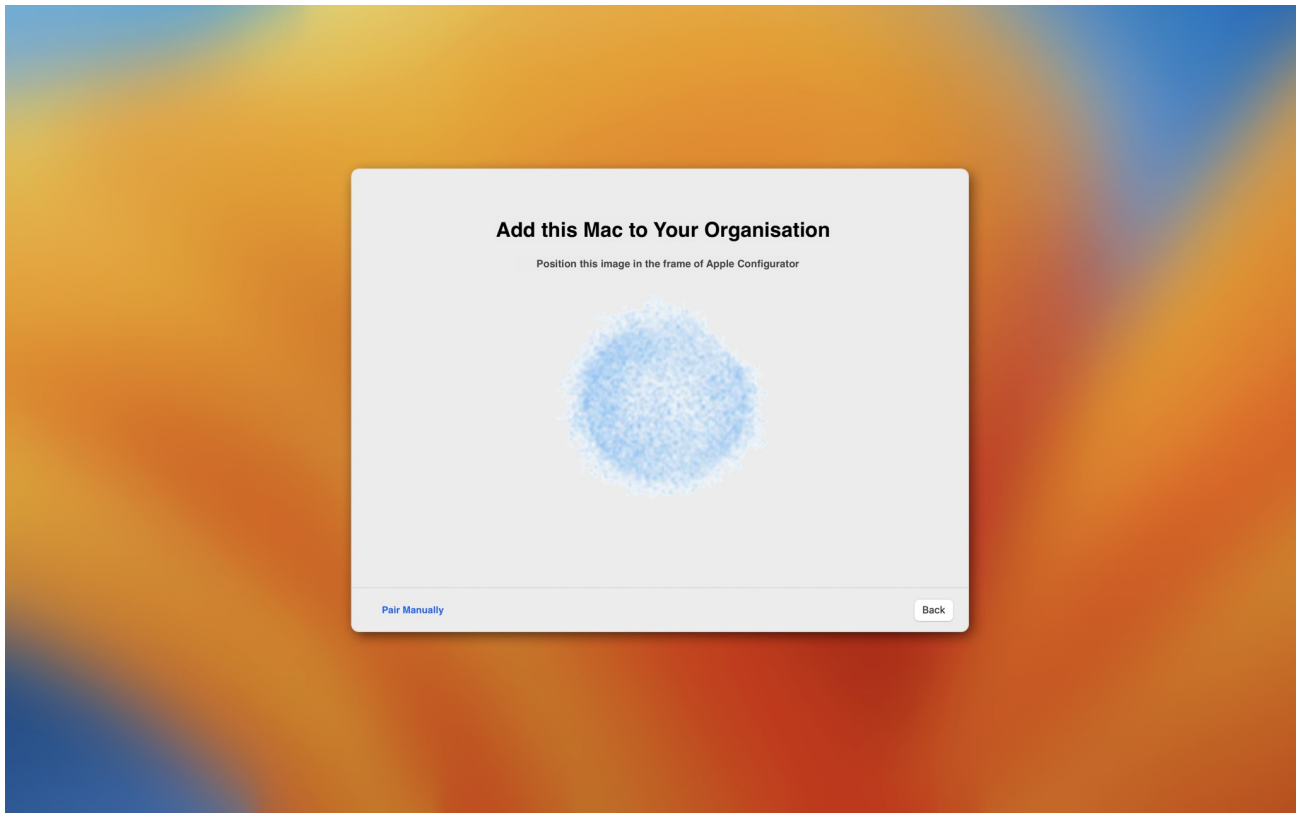 Add this Mac to Your Organisation
Position this image in the frame of Apple Configurator
Pair Manually
Back